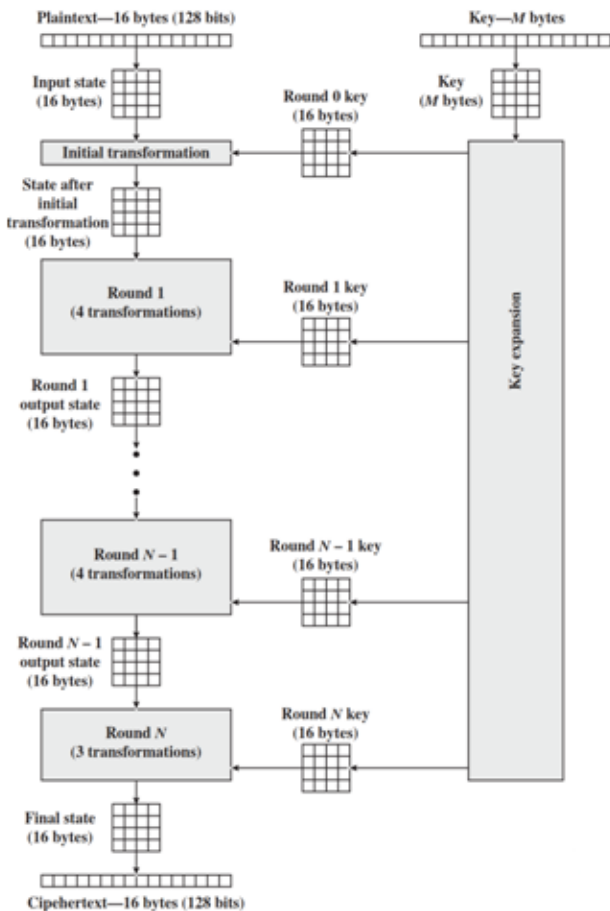 Plaintext—16 bytes (128 bits)
Key—M bytes
Input state
(16 bytes)
Round 0 key
(16 bytes)
Key
(M bytes)
Initial transformation
State after
initial
transformation
(16 bytes)
Round 1
(4 transformations)
Round 1 key
(16 bytes)
Key expansion
Round 1
output state
(16 bytes)
Round N – 1
(4 transformations)
Round N – 1 key
(16 bytes)
Round N – 1
output state
(16 bytes)
Round N
(3 transformations)
Round N key
(16 bytes)
Final state
(16 bytes)
Cipehertext—16 bytes (128 bits)